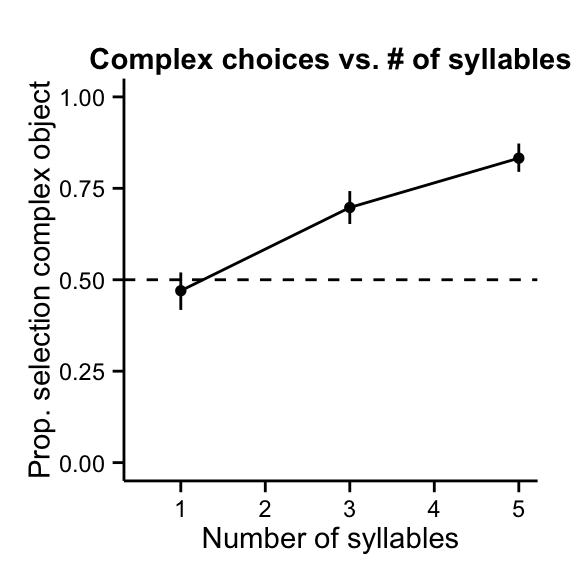 Complex choices vs. # of syllables
Prop. selection complex object
1.00
0.75
0.50
0.25
0.00
1 2 3 4 5
Number of syllables